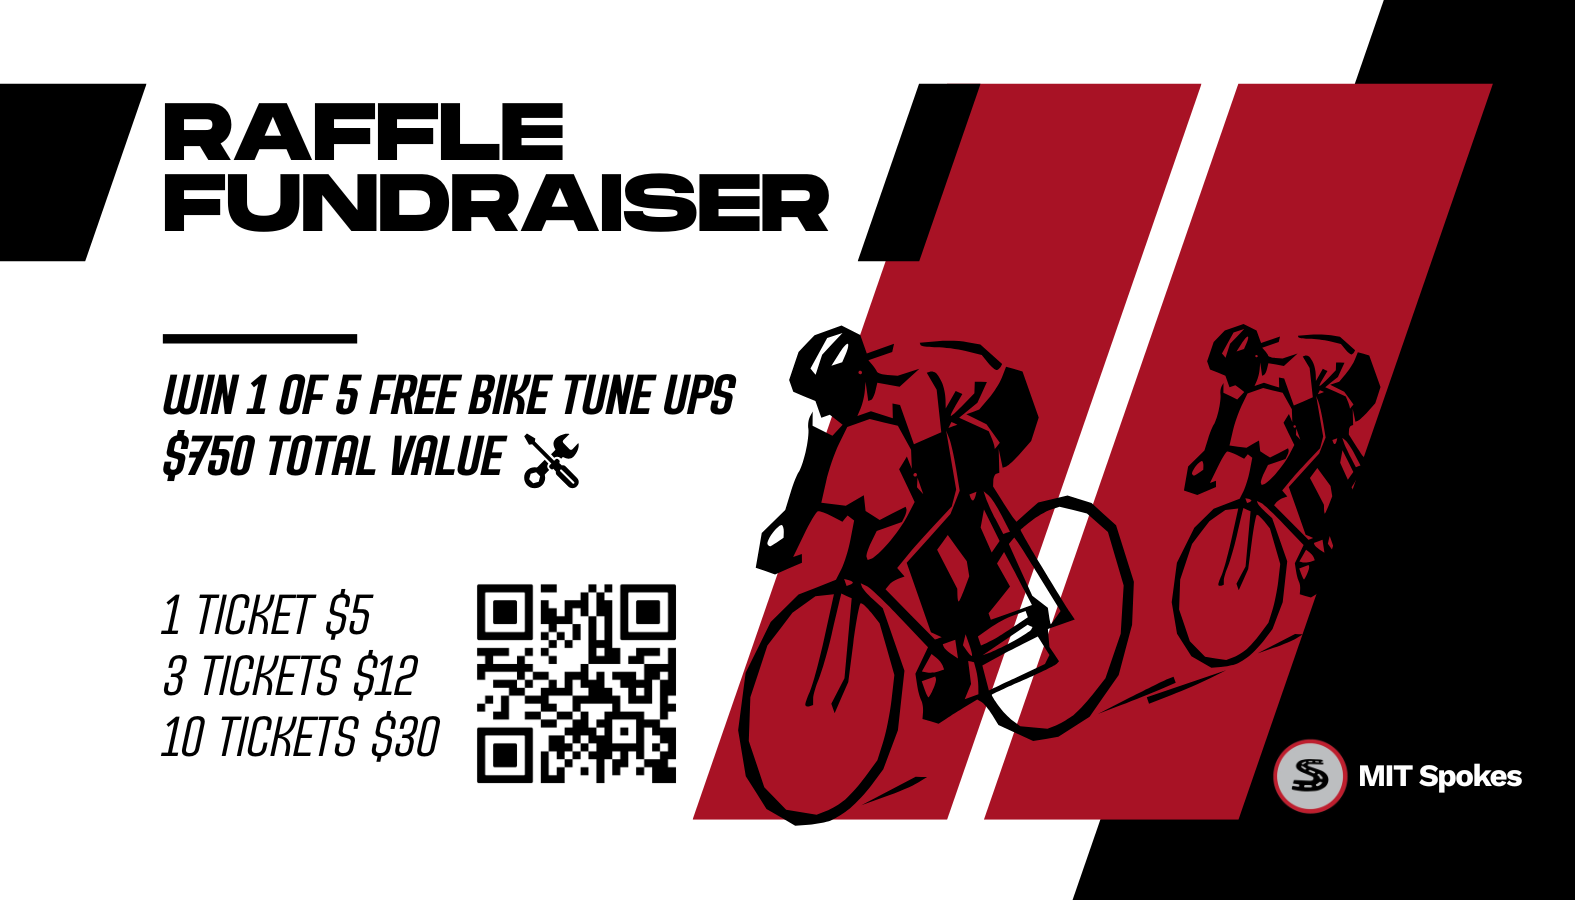 RAFFLE
FUNDRAISER
WIN 1 OF 5 FREE BIKE TUNE UPS
$750 TOTAL VALUE
1 TICKET $5
3 TICKETS $12
10 TICKETS $30
S MIT Spokes